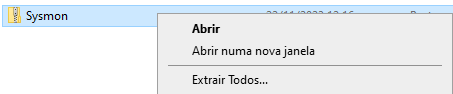 Sysmon
Abrir
Abrir numa nova janela
Extrair Todos...